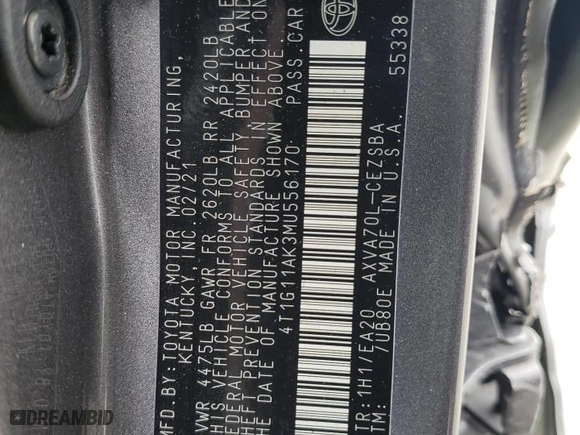 MFD. BY: TOYOTA MOTOR MANUFACTURING,
KENTUCKY, INC. 02/21
GVWR 4475LB GAWR FR 2620LB RR 2420LB
THIS VEHICLE CONFORMS TO ALL APPLICABLE
FEDERAL MOTOR VEHICLE SAFETY, BUMPER AND
THEFT PREVENTION STANDARDS IN EFFECT ON
THE DATE OF MANUFACTURE SHOWN ABOVE.
4T1G11AK3MU556170 PASS. CAR
TR: 1H1 / EA20 AXVA70L-CEZSBA
TM: 7UB80E MADE IN U.S.A. 55338
AutoBidMaster